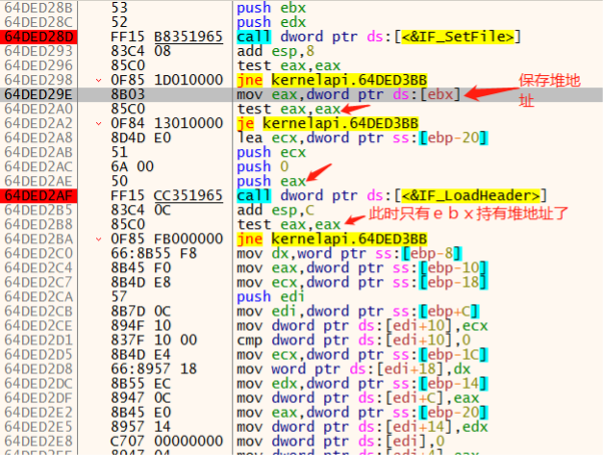 64DED28B 53 push ebx
64DED28C 52 push edx
64DED28D FF15 B8351965 call dword ptr ds:[<&IF_SetFile>]
64DED293 83C4 08 add esp,8
64DED296 85C0 test eax,eax
64DED298 0F85 1D010000 jne kernelapi.64DED3BB
64DED29E 8B03 mov eax,dword ptr ds:[ebx] 保存堆地址
64DED2A0 85C0 test eax,eax
64DED2A2 0F84 13010000 je kernelapi.64DED3BB
64DED2A8 8D4D E0 lea ecx,dword ptr ss:[ebp-20]
64DED2AB 51 push ecx
64DED2AC 6A 00 push 0
64DED2AE 50 push eax
64DED2AF FF15 CC351965 call dword ptr ds:[<&IF_LoadHeader>]
64DED2B5 83C4 0C add esp,C
64DED2B8 85C0 test eax,eax 此时只有ebx持有堆地址了
64DED2BA 0F85 FB000000 jne kernelapi.64DED3BB
64DED2C0 66:8B55 F8 mov dx,word ptr ss:[ebp-8]
64DED2C4 8B45 F0 mov eax,dword ptr ss:[ebp-10]
64DED2C7 8B4D E8 mov ecx,dword ptr ss:[ebp-18]
64DED2CA 57 push edi
64DED2CB 8B7D 0C mov edi,dword ptr ss:[ebp+C]
64DED2CE 894F 10 mov dword ptr ds:[edi+10],ecx
64DED2D1 837F 10 00 cmp dword ptr ds:[edi+10],0
64DED2D5 8B4D E4 mov ecx,dword ptr ss:[ebp-1C]
64DED2D8 66:8957 18 mov word ptr ds:[edi+18],dx
64DED2DC 8B55 EC mov edx,dword ptr ss:[ebp-14]
64DED2DF 8947 0C mov dword ptr ds:[edi+C],eax
64DED2E2 8B45 E0 mov eax,dword ptr ss:[ebp-20]
64DED2E5 8957 14 mov dword ptr ds:[edi+14],edx
64DED2E8 C707 00000000 mov dword ptr ds:[edi],0